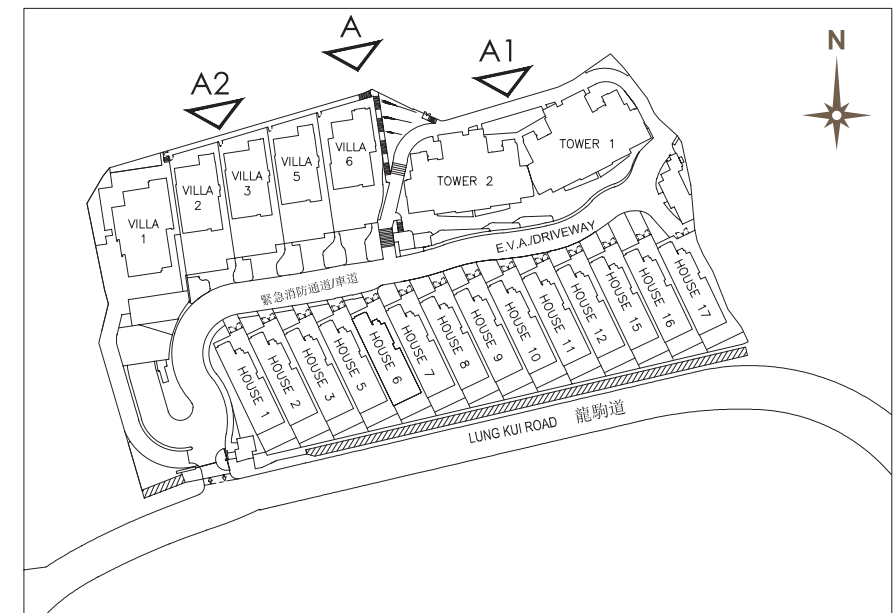 A
A1
A2
N
VILLA
1
VILLA
2
VILLA
3
VILLA
5
VILLA
6
TOWER 2
TOWER 1
E.V.A./DRIVEWAY
緊急消防通道/車道
HOUSE 1
HOUSE 2
HOUSE 3
HOUSE 5
HOUSE 6
HOUSE 7
HOUSE 8
HOUSE 9
HOUSE 10
HOUSE 11
HOUSE 12
HOUSE 15
HOUSE 16
HOUSE 17
LUNG KUI ROAD 龍駒道